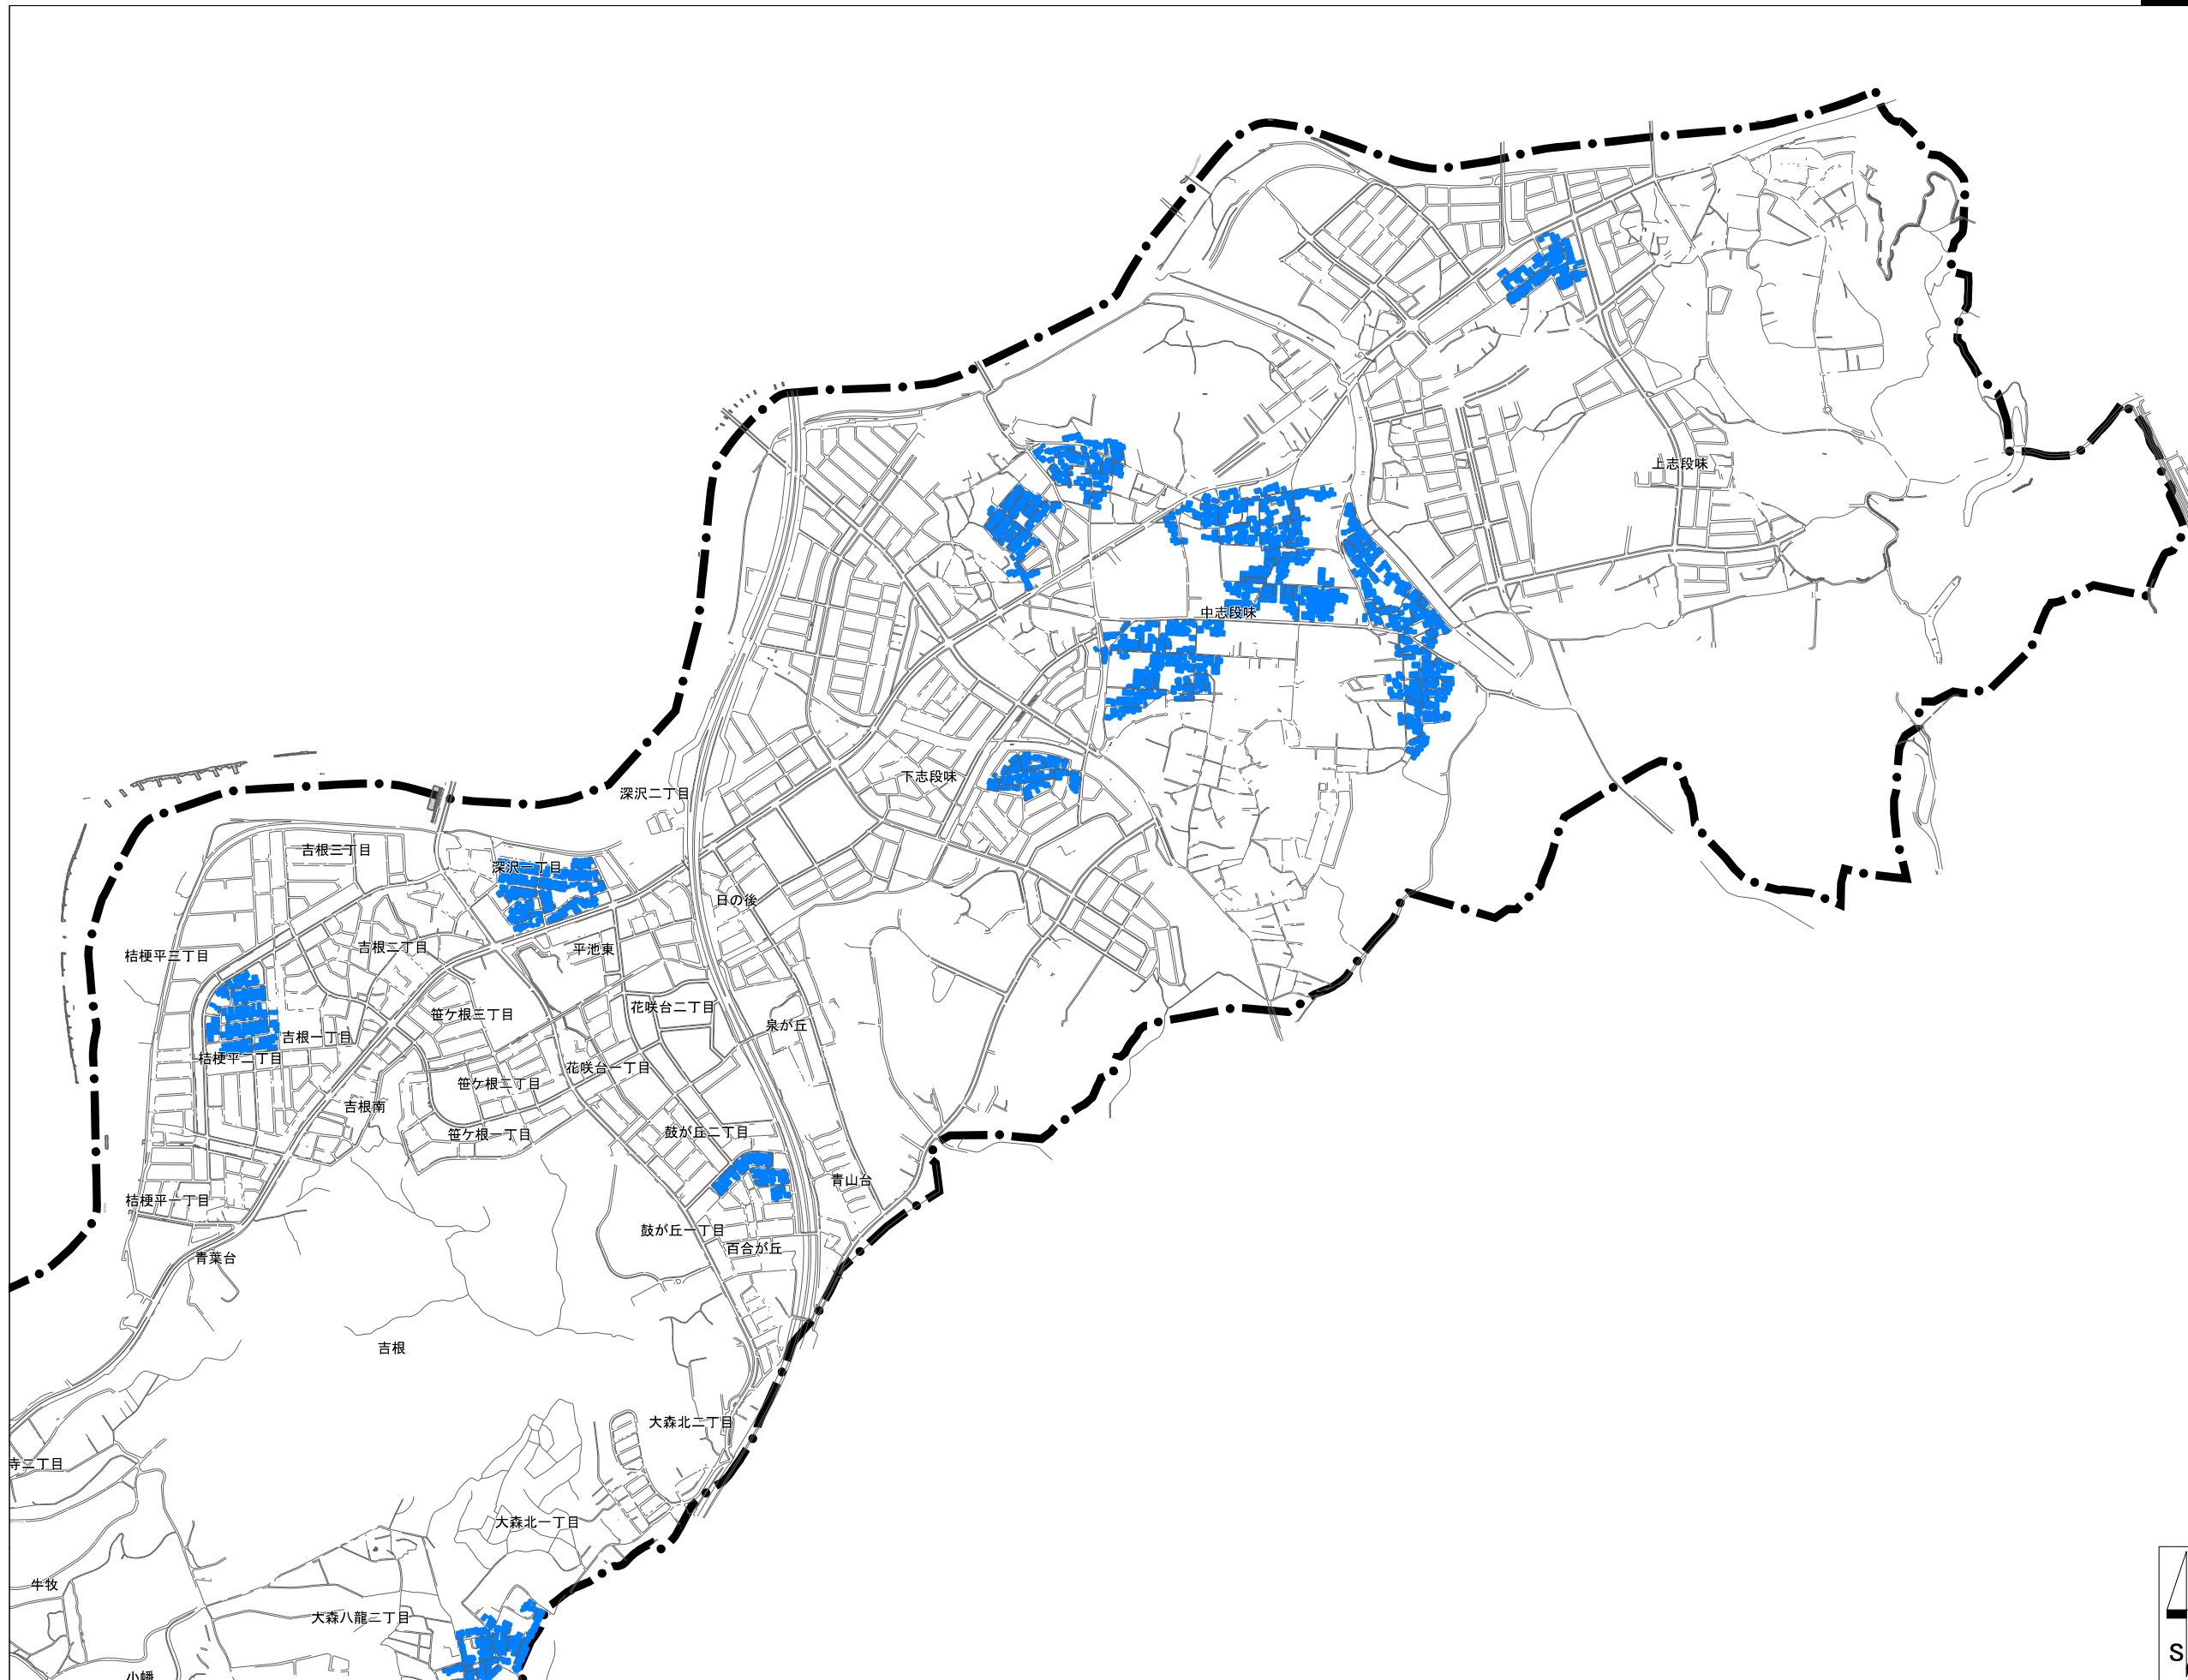 上志段味
中志段味
下志段味
深沢二丁目
吉根三丁目
深沢一丁目
日の後
吉根二丁目
平池東
桔梗平三丁目
花咲台二丁目
笹ケ根三丁目
泉が丘
吉根一丁目
桔梗平二丁目
花咲台一丁目
笹ケ根二丁目
吉根南
鼓が丘二丁目
笹ケ根一丁目
青山台
桔梗平一丁目
鼓が丘一丁目
百合が丘
青葉台
吉根
大森北二丁目
寺二丁目
大森北一丁目
牛牧
大森八龍二丁目
S
小幡